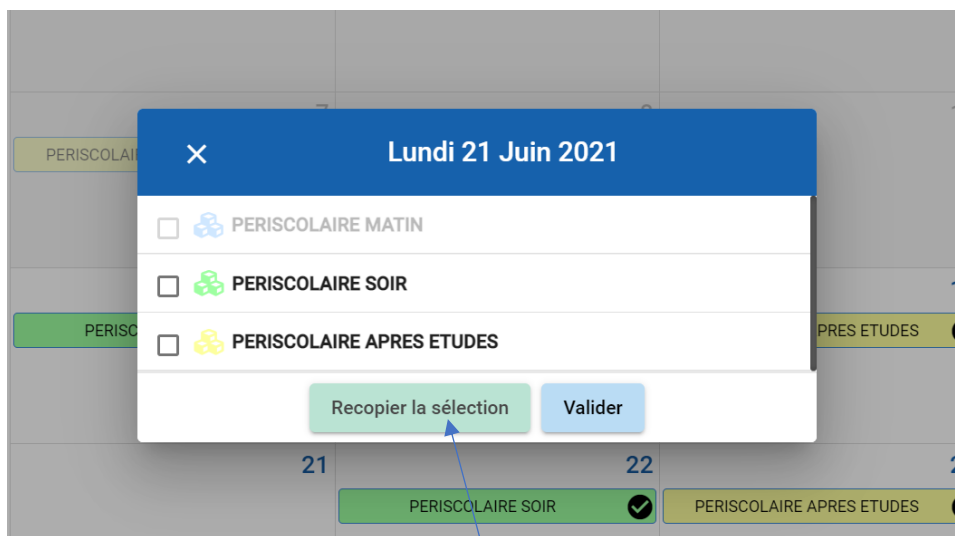 7
PERISCOLAI
Lundi 21 Juin 2021
PERISCOLAIRE MATIN
PERISCOLAIRE SOIR
PERISC
PRES ETUDES
PERISCOLAIRE APRES ETUDES
Recopier la sélection
Valider
21
22
PERISCOLAIRE SOIR
PERISCOLAIRE APRES ETUDES